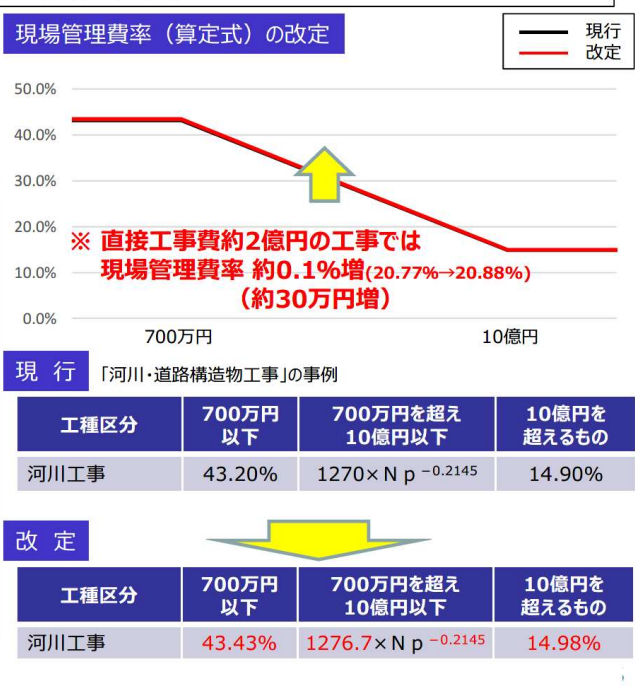 現場管理費率（算定式）の改定
現行
改定
50.0%
40.0%
30.0%
20.0%
10.0%
0.0%
※ 直接工事費約2億円の工事では
現場管理費率 約0.1%増(20.77%→20.88%)
（約30万円増）
700万円
10億円
現 行
「河川・道路構造物工事」の事例
工種区分 700万円以下 700万円を超え10億円以下 10億円を超えるもの
河川工事 43.20% 1270×Np－0.2145 14.90%
改 定
工種区分 700万円以下 700万円を超え10億円以下 10億円を超えるもの
河川工事 43.43% 1276.7×Np－0.2145 14.98%